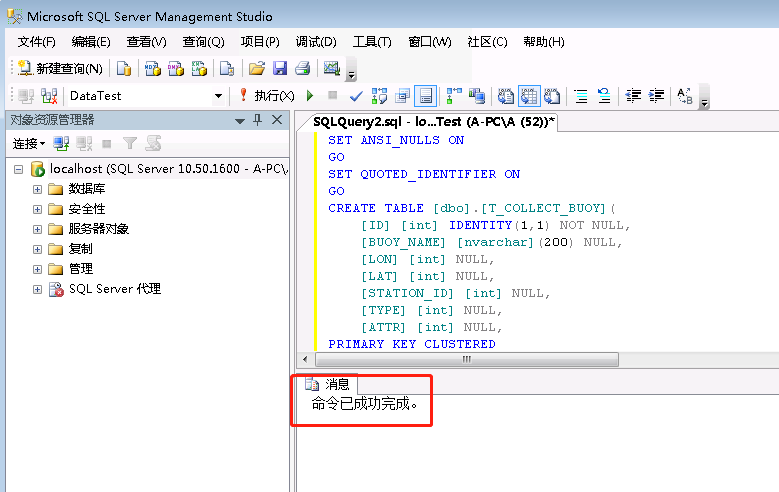 Microsoft SQL Server Management Studio
文件(F) 编辑(E) 查看(V) 查询(Q) 项目(P) 调试(D) 工具(T) 窗口(W) 社区(C) 帮助(H)
新建查询(N)
DataTest 执行(X)
对象资源管理器
连接
localhost (SQL Server 10.50.1600 - A-PC\
数据库
安全性
服务器对象
复制
管理
SQL Server 代理
SQLQuery2.sql - lo...Test (A-PC\A (52))*
SET ANSI_NULLS ON
GO
SET QUOTED_IDENTIFIER ON
GO
CREATE TABLE [dbo].[T_COLLECT_BUOY](
[ID] [int] IDENTITY(1,1) NOT NULL,
[BUOY_NAME] [nvarchar](200) NULL,
[LON] [int] NULL,
[LAT] [int] NULL,
[STATION_ID] [int] NULL,
[TYPE] [int] NULL,
[ATTR] [int] NULL,
PRIMARY KEY CLUSTERED
消息
命令已成功完成。